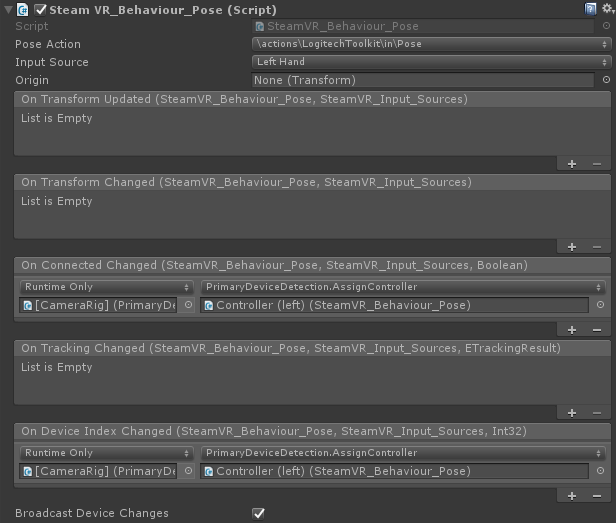 Steam VR_Behaviour_Pose (Script)
Script SteamVR_Behaviour_Pose
Pose Action \actions\LogitechToolkit\in\Pose
Input Source Left Hand
Origin None (Transform)
On Transform Updated (SteamVR_Behaviour_Pose, SteamVR_Input_Sources)
List is Empty
+ −
On Transform Changed (SteamVR_Behaviour_Pose, SteamVR_Input_Sources)
List is Empty
+ −
On Connected Changed (SteamVR_Behaviour_Pose, SteamVR_Input_Sources, Boolean)
Runtime Only PrimaryDeviceDetection.AssignController
[CameraRig] (PrimaryDe Controller (left) (SteamVR_Behaviour_Pose)
+ −
On Tracking Changed (SteamVR_Behaviour_Pose, SteamVR_Input_Sources, ETrackingResult)
List is Empty
+ −
On Device Index Changed (SteamVR_Behaviour_Pose, SteamVR_Input_Sources, Int32)
Runtime Only PrimaryDeviceDetection.AssignController
[CameraRig] (PrimaryDe Controller (left) (SteamVR_Behaviour_Pose)
+ −
Broadcast Device Changes